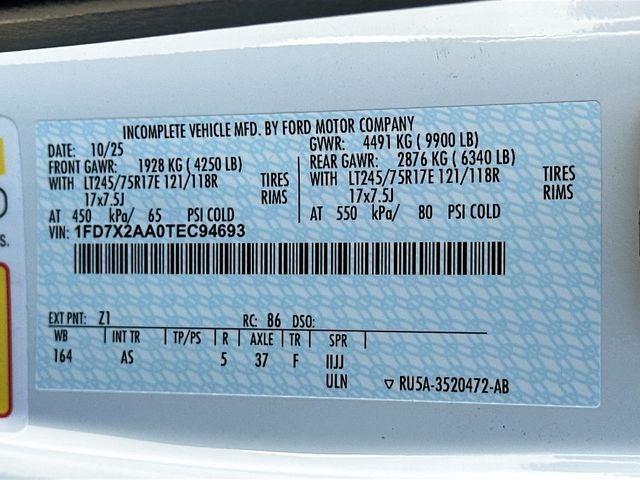 INCOMPLETE VEHICLE MFD. BY FORD MOTOR COMPANY
DATE: 10/25 GVWR: 4491 KG ( 9900 LB)
FRONT GAWR: 1928 KG ( 4250 LB) REAR GAWR: 2876 KG ( 6340 LB)
WITH LT245/75R17E 121/118R TIRES WITH LT245/75R17E 121/118R TIRES
17x7.5J RIMS 17x7.5J RIMS
AT 450 kPa/ 65 PSI COLD AT 550 kPa/ 80 PSI COLD
VIN: 1FD7X2AA0TEC94693
EXT PNT: Z1 RC: 86 DSO:
WB INT TR TP/PS R AXLE TR SPR
164 AS 5 37 F IIJJ
ULN RU5A-3520472-AB
S.